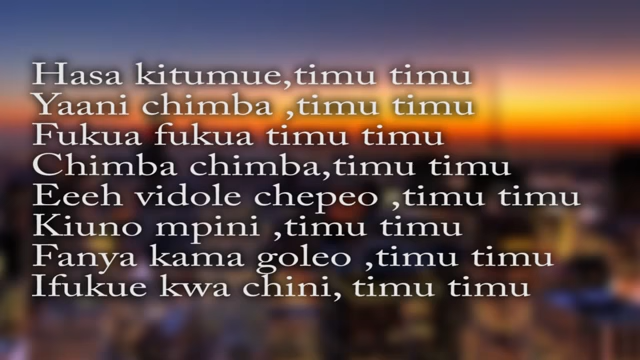 Hasa kitumue,timu timu
Yaani chimba ,timu timu
Fukua fukua timu timu
Chimba chimba,timu timu
Eeeh vidole chepeo ,timu timu
Kiuno mpini ,timu timu
Fanya kama goleo ,timu timu
Ifukue kwa chini, timu timu